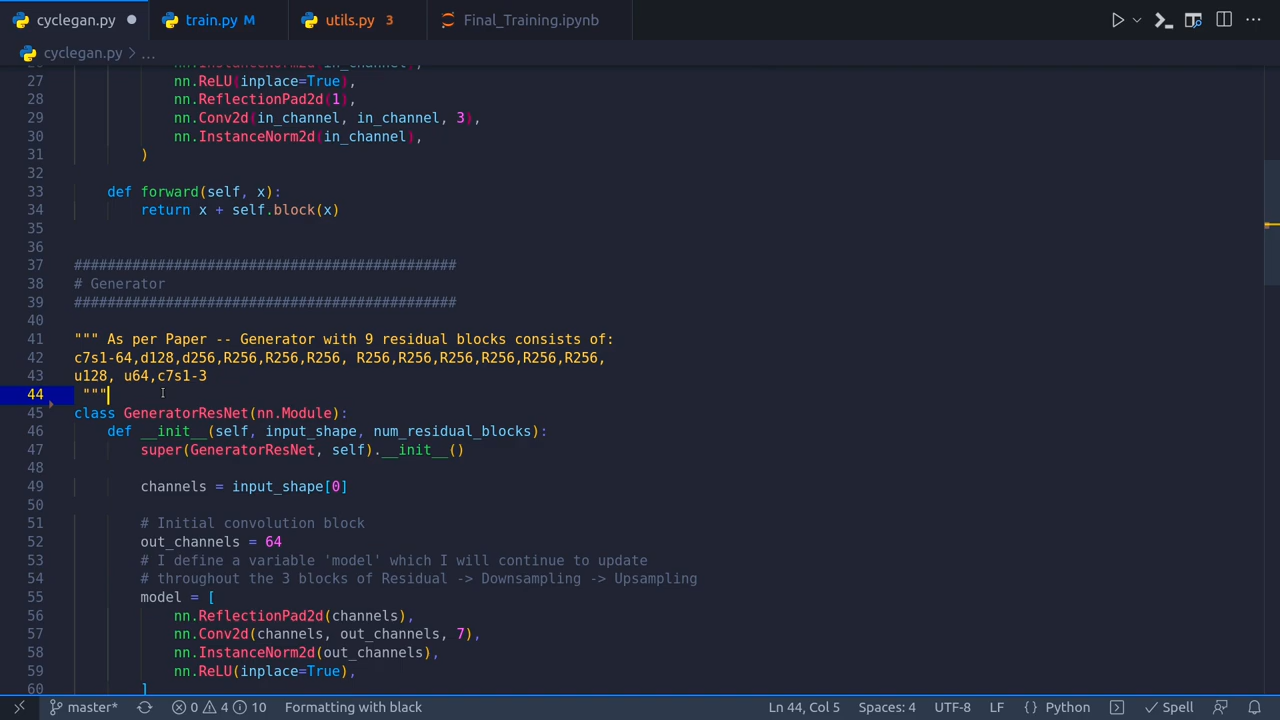 cyclegan.py
train.py M
utils.py 3
Final_Training.ipynb
cyclegan.py > ...
26 nn.InstanceNorm2d(in_channel),
27 nn.ReLU(inplace=True),
28 nn.ReflectionPad2d(1),
29 nn.Conv2d(in_channel, in_channel, 3),
30 nn.InstanceNorm2d(in_channel),
31 )
32
33 def forward(self, x):
34 return x + self.block(x)
35
36
37 ##############################################
38 # Generator
39 ##############################################
40
41 """ As per Paper -- Generator with 9 residual blocks consists of:
42 c7s1-64,d128,d256,R256,R256,R256, R256,R256,R256,R256,R256,R256,
43 u128, u64,c7s1-3
44 """
45 class GeneratorResNet(nn.Module):
46 def __init__(self, input_shape, num_residual_blocks):
47 super(GeneratorResNet, self).__init__()
48
49 channels = input_shape[0]
50
51 # Initial convolution block
52 out_channels = 64
53 # I define a variable 'model' which I will continue to update
54 # throughout the 3 blocks of Residual -> Downsampling -> Upsampling
55 model = [
56 nn.ReflectionPad2d(channels),
57 nn.Conv2d(channels, out_channels, 7),
58 nn.InstanceNorm2d(out_channels),
59 nn.ReLU(inplace=True),
60 ]
master* 0 4 10 Formatting with black Ln 44, Col 5 Spaces: 4 UTF-8 LF {} Python Spell